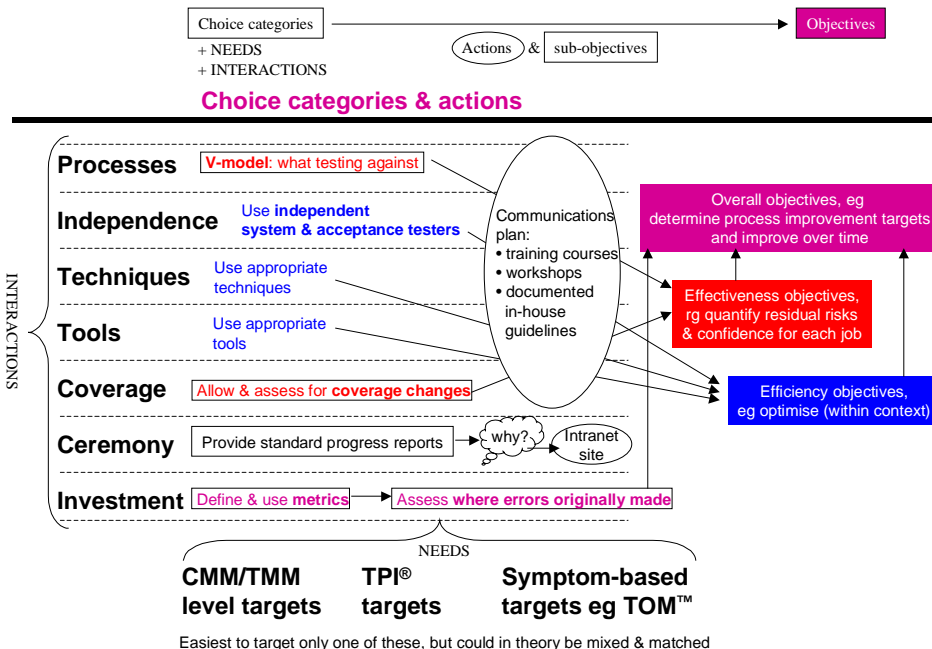 Choice categories
Objectives
Actions & sub-objectives
+ NEEDS
+ INTERACTIONS
Choice categories & actions
INTERACTIONS
Processes
V-model: what testing against
Independence
Use independent
system & acceptance testers
Techniques
Use appropriate
techniques
Tools
Use appropriate
tools
Coverage
Allow & assess for coverage changes
Ceremony
Provide standard progress reports
why?
Intranet
site
Investment
Define & use metrics
Assess where errors originally made
Communications
plan:
• training courses
• workshops
• documented
in-house
guidelines
Overall objectives, eg
determine process improvement targets
and improve over time
Effectiveness objectives,
rg quantify residual risks
& confidence for each job
Efficiency objectives,
eg optimise (within context)
NEEDS
CMM/TMM
level targets
TPI®
targets
Symptom-based
targets eg TOM™
Easiest to target only one of these, but could in theory be mixed & matched